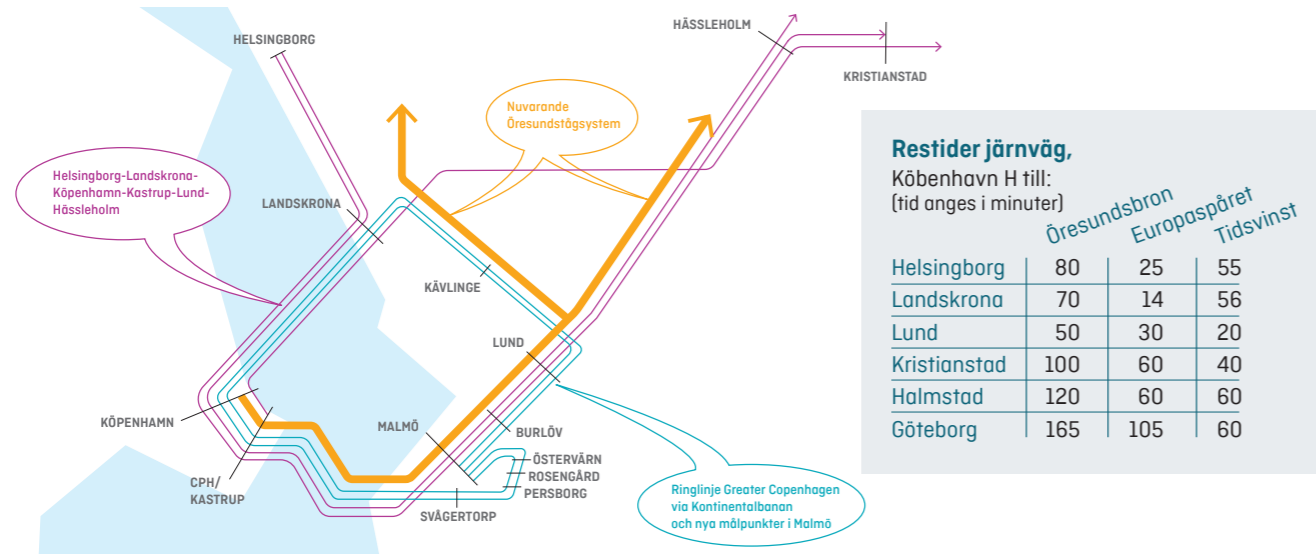 HELSINGBORG
HÄSSLEHOLM
KRISTIANSTAD
Nuvarande
Öresundstågsystem
Helsingborg-Landskrona-
Köpenhamn-Kastrup-Lund-
Hässleholm
LANDSKRONA
KÄVLINGE
LUND
KÖPENHAMN
MALMÖ
BURLÖV
ÖSTERVÄRN
ROSENGÅRD
PERSBORG
CPH/
KASTRUP
SVÅGERTORP
Ringlinje Greater Copenhagen
via Kontinentalbanan
och nya målpunkter i Malmö
Restider järnväg,
Köbenhavn H till:
(tid anges i minuter)
Öresundsbron Europaspåret Tidsvinst
Helsingborg 80 25 55
Landskrona 70 14 56
Lund 50 30 20
Kristianstad 100 60 40
Halmstad 120 60 60
Göteborg 165 105 60